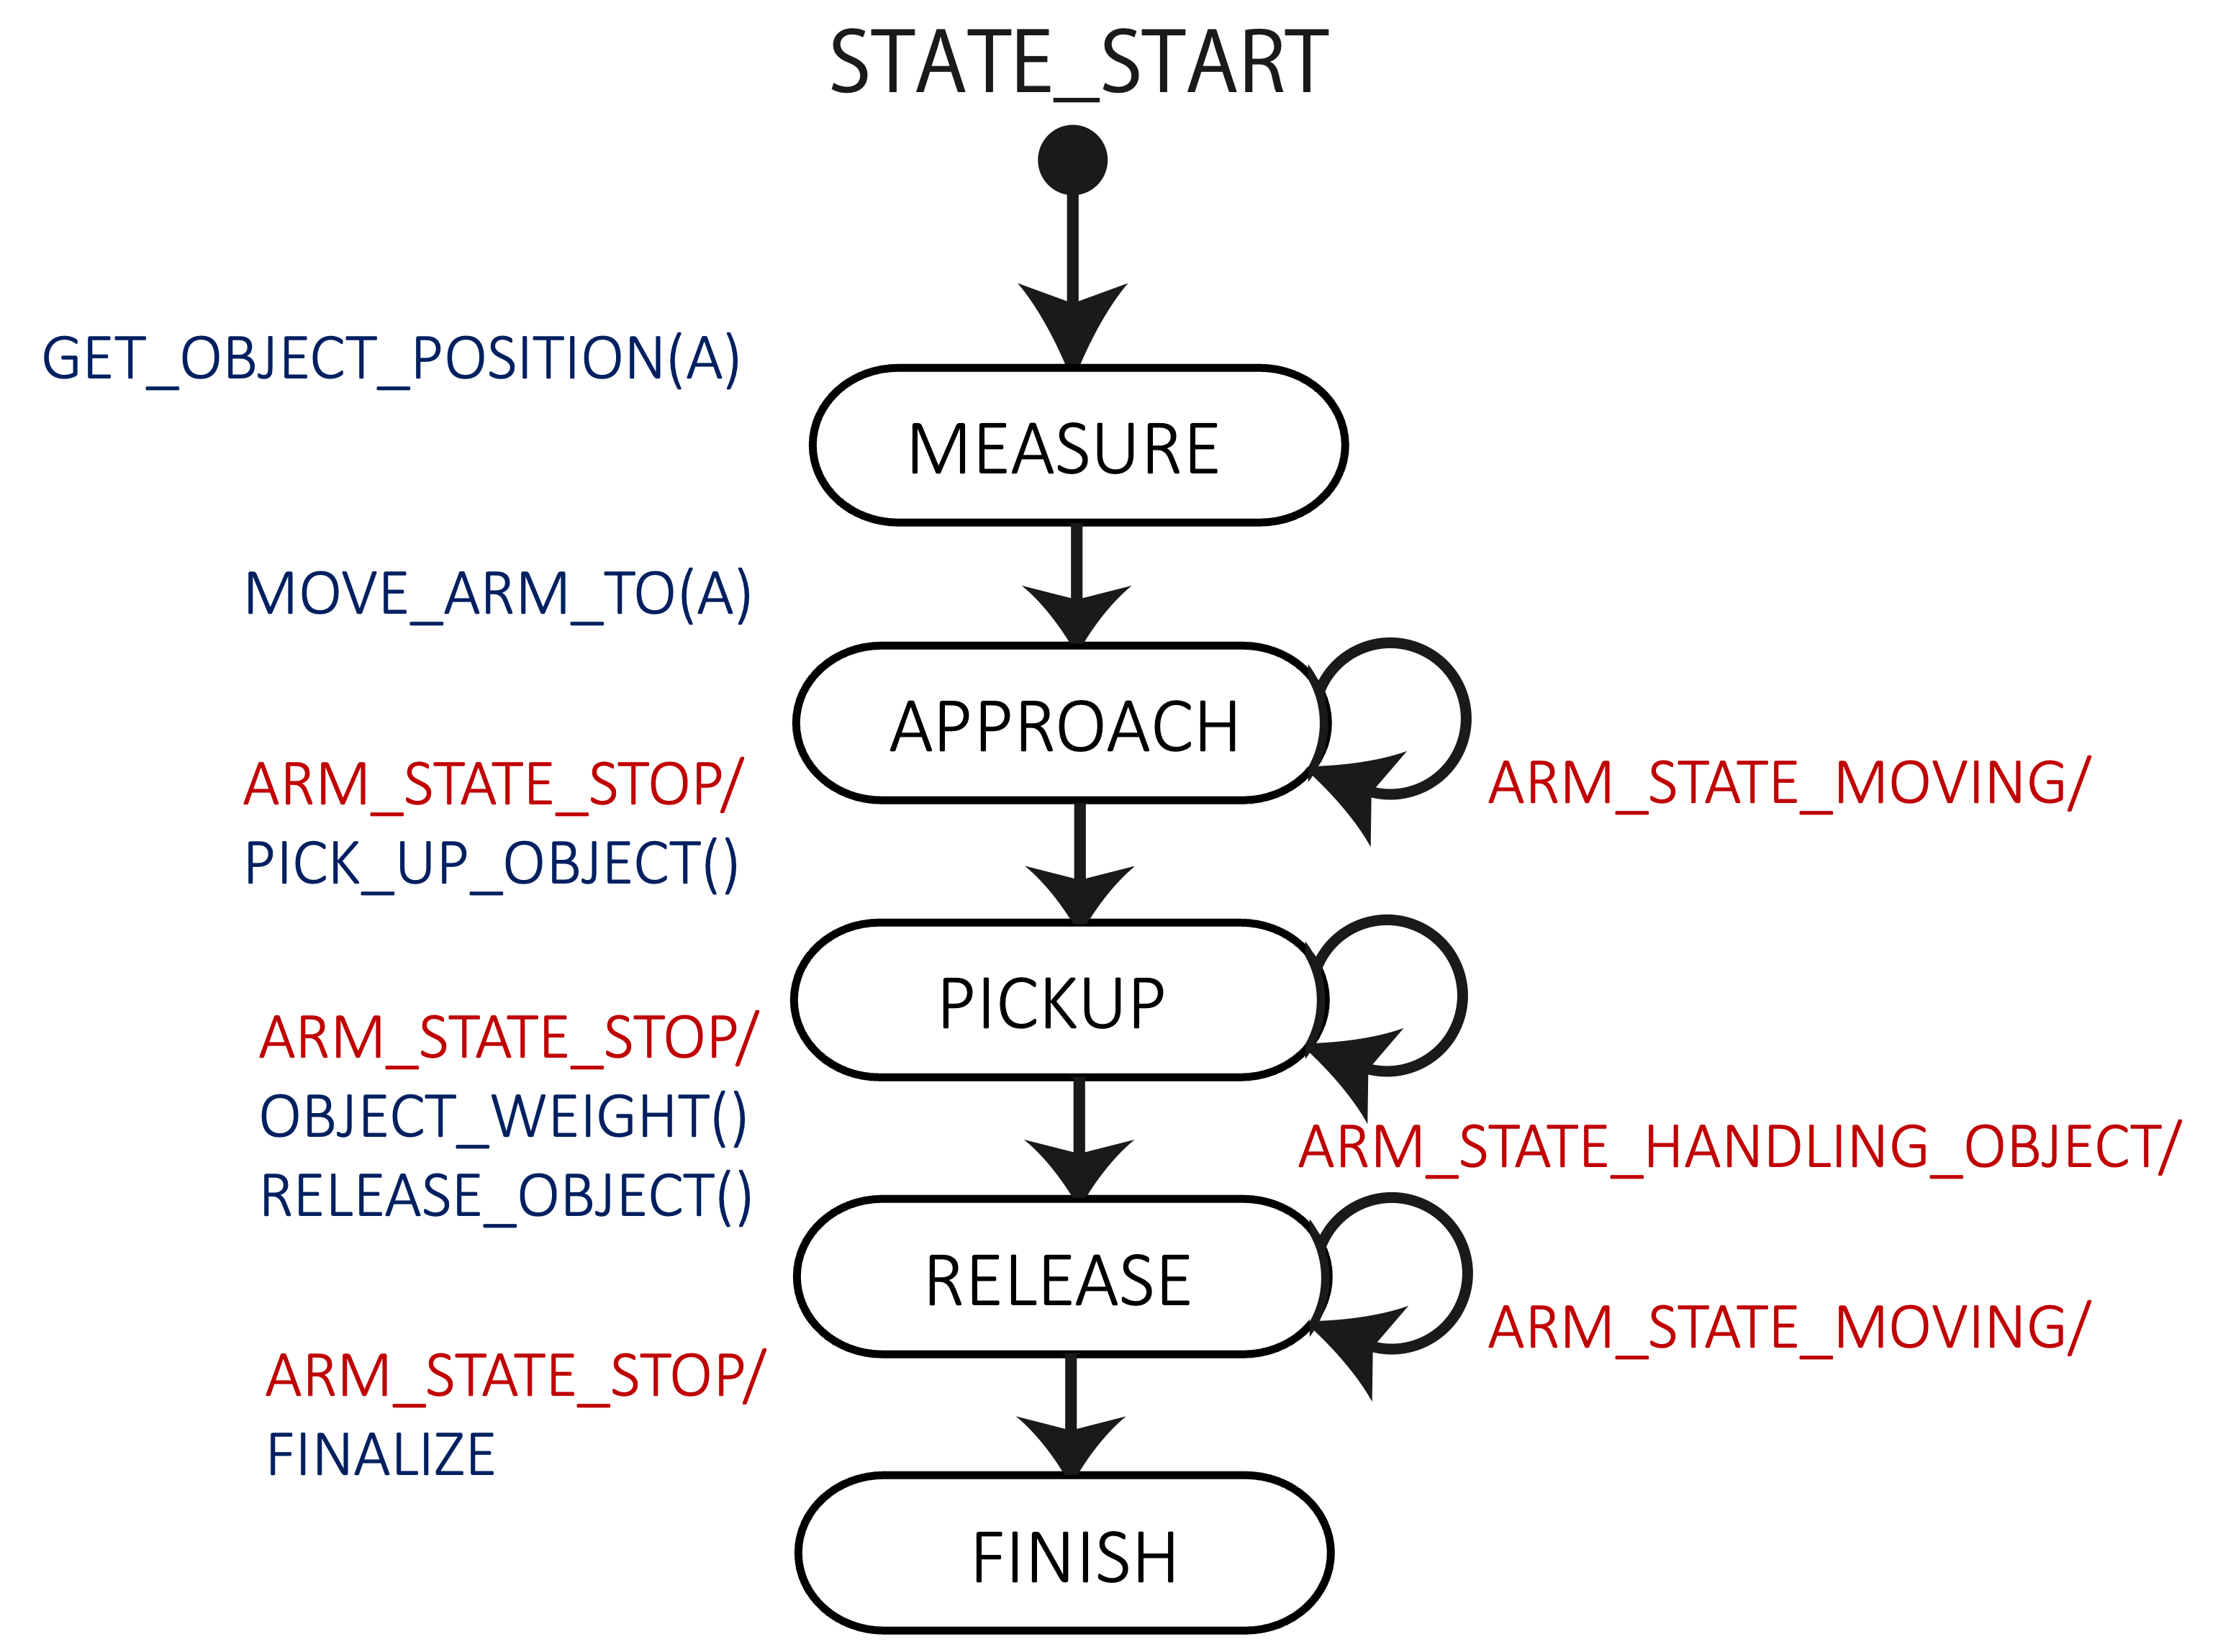 STATE_START
GET_OBJECT_POSITION(A)
MEASURE
MOVE_ARM_TO(A)
APPROACH
ARM_STATE_STOP/
PICK_UP_OBJECT()
ARM_STATE_MOVING/
PICKUP
ARM_STATE_STOP/
OBJECT_WEIGHT()
RELEASE_OBJECT()
ARM_STATE_HANDLING_OBJECT/
RELEASE
ARM_STATE_MOVING/
ARM_STATE_STOP/
FINALIZE
FINISH